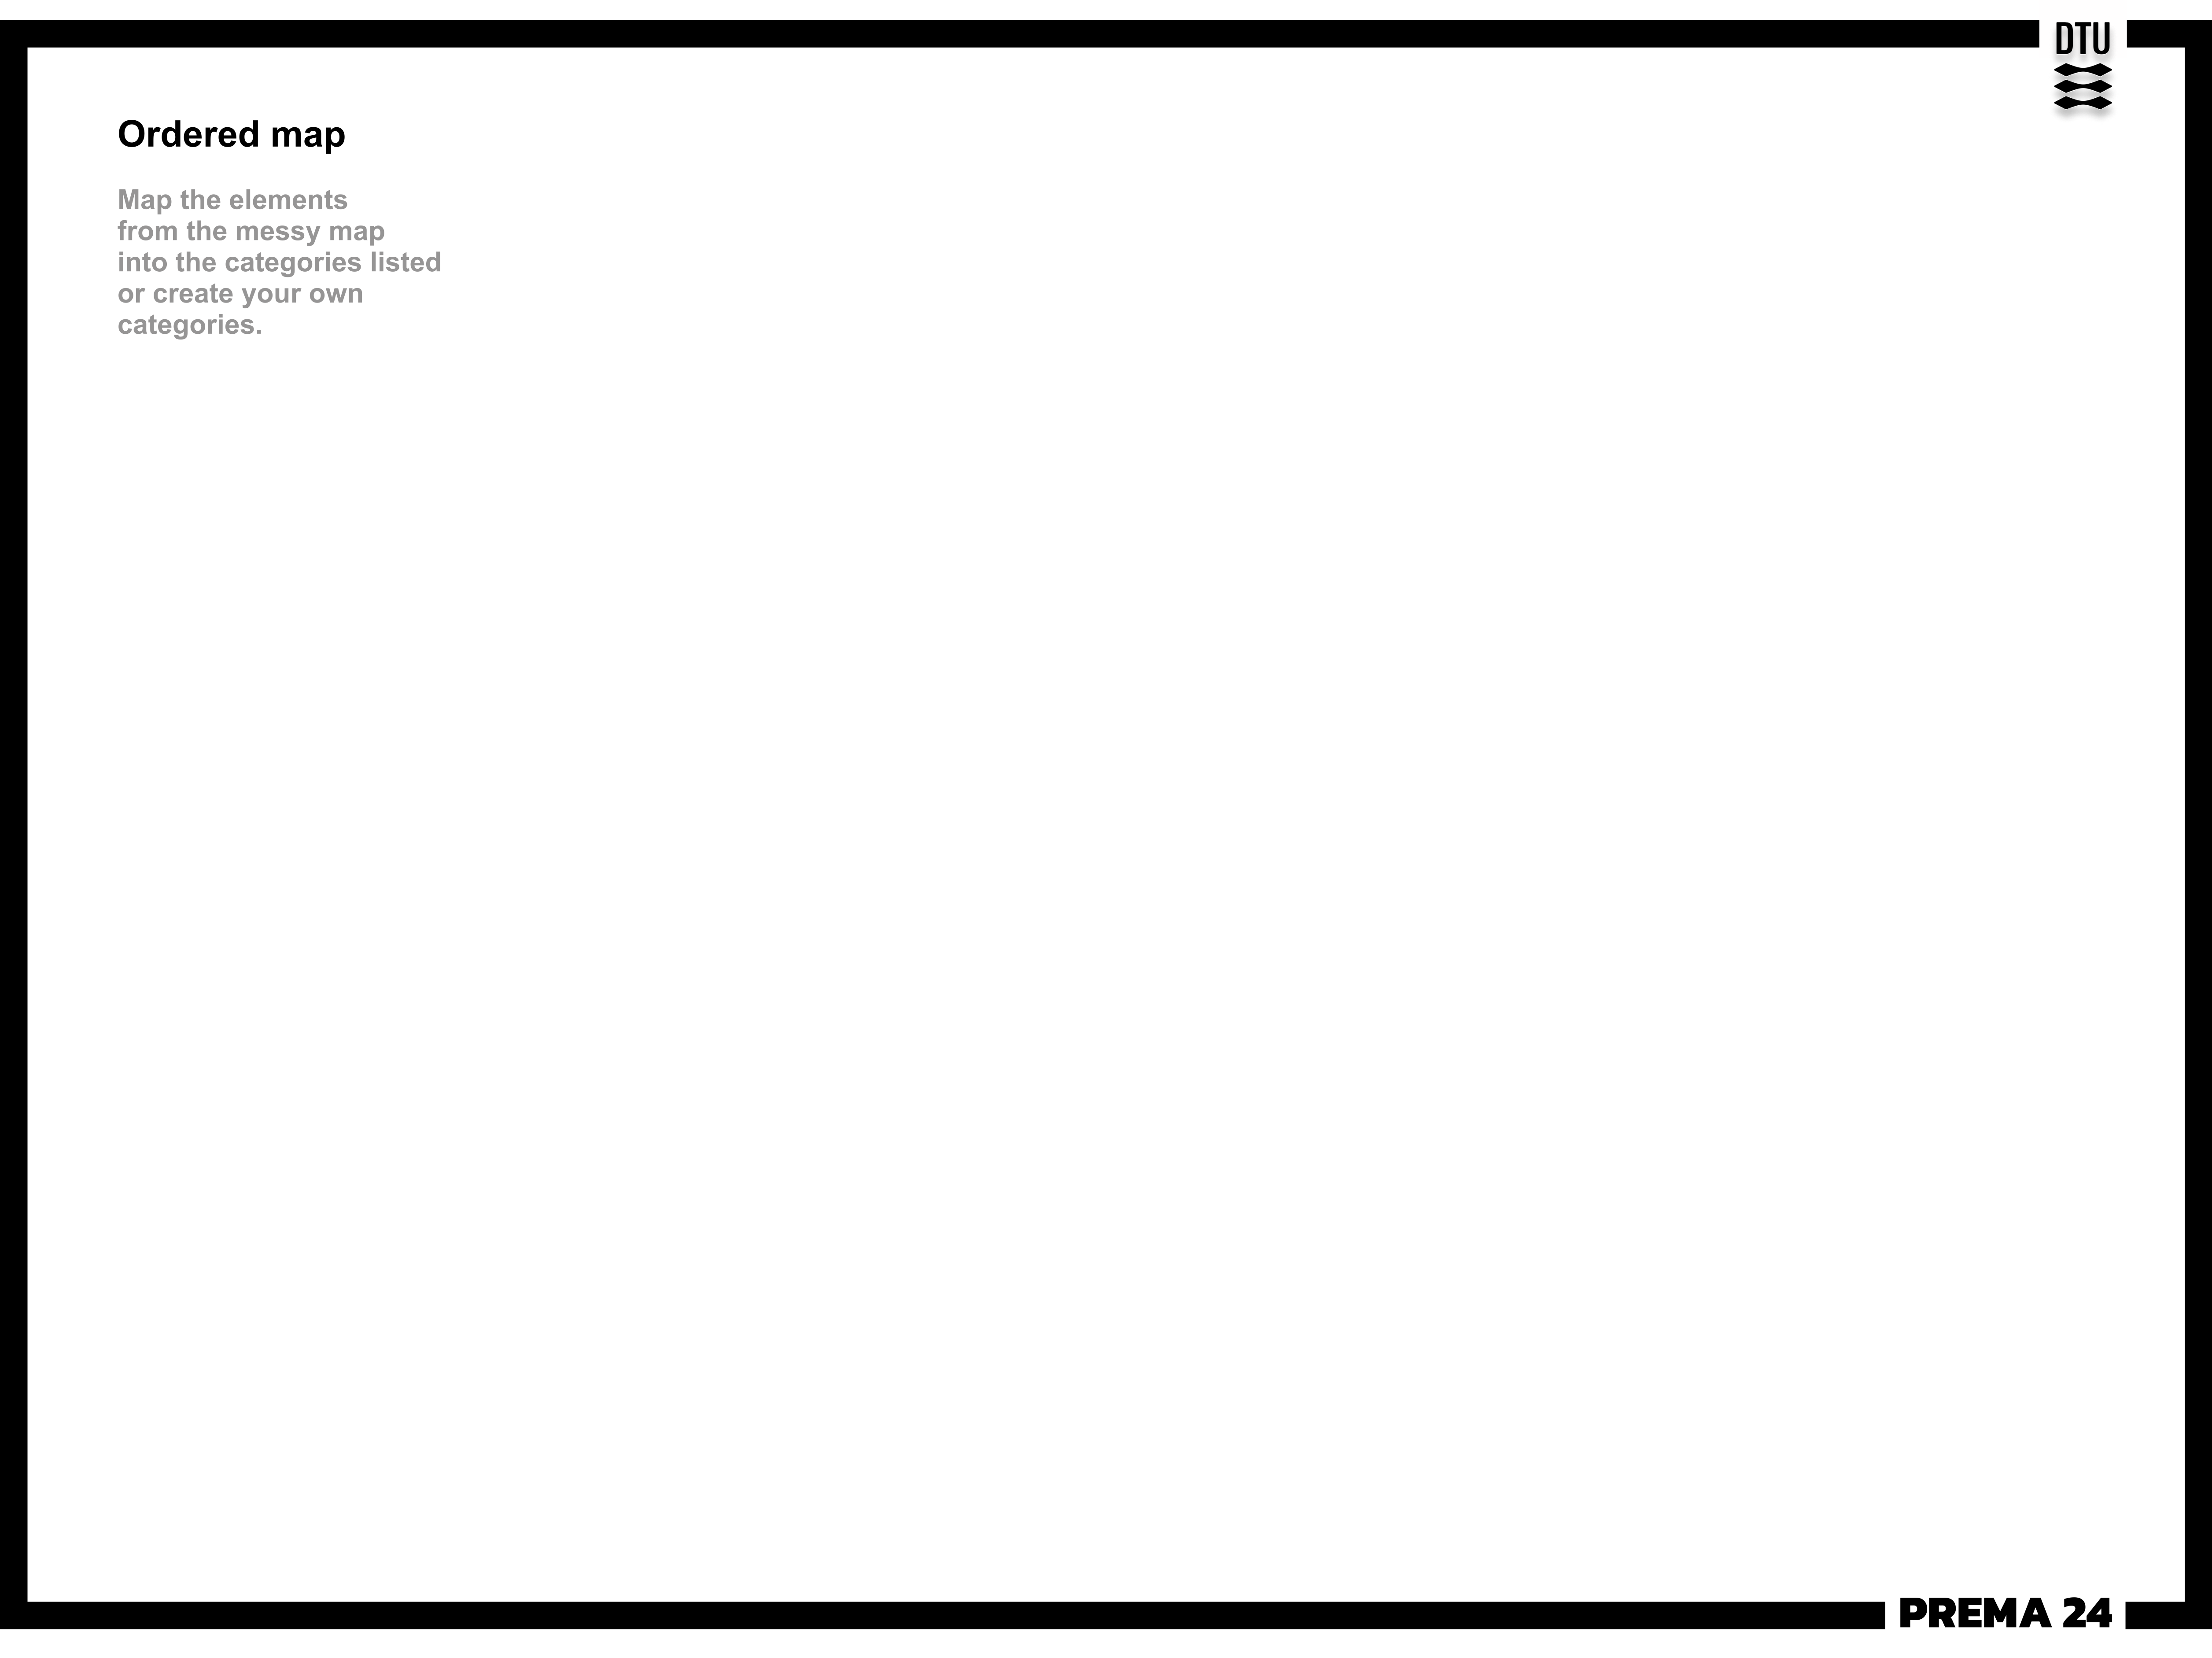 DTU
Ordered map
Map the elements
from the messy map
into the categories listed
or create your own
categories.
PREMA 24